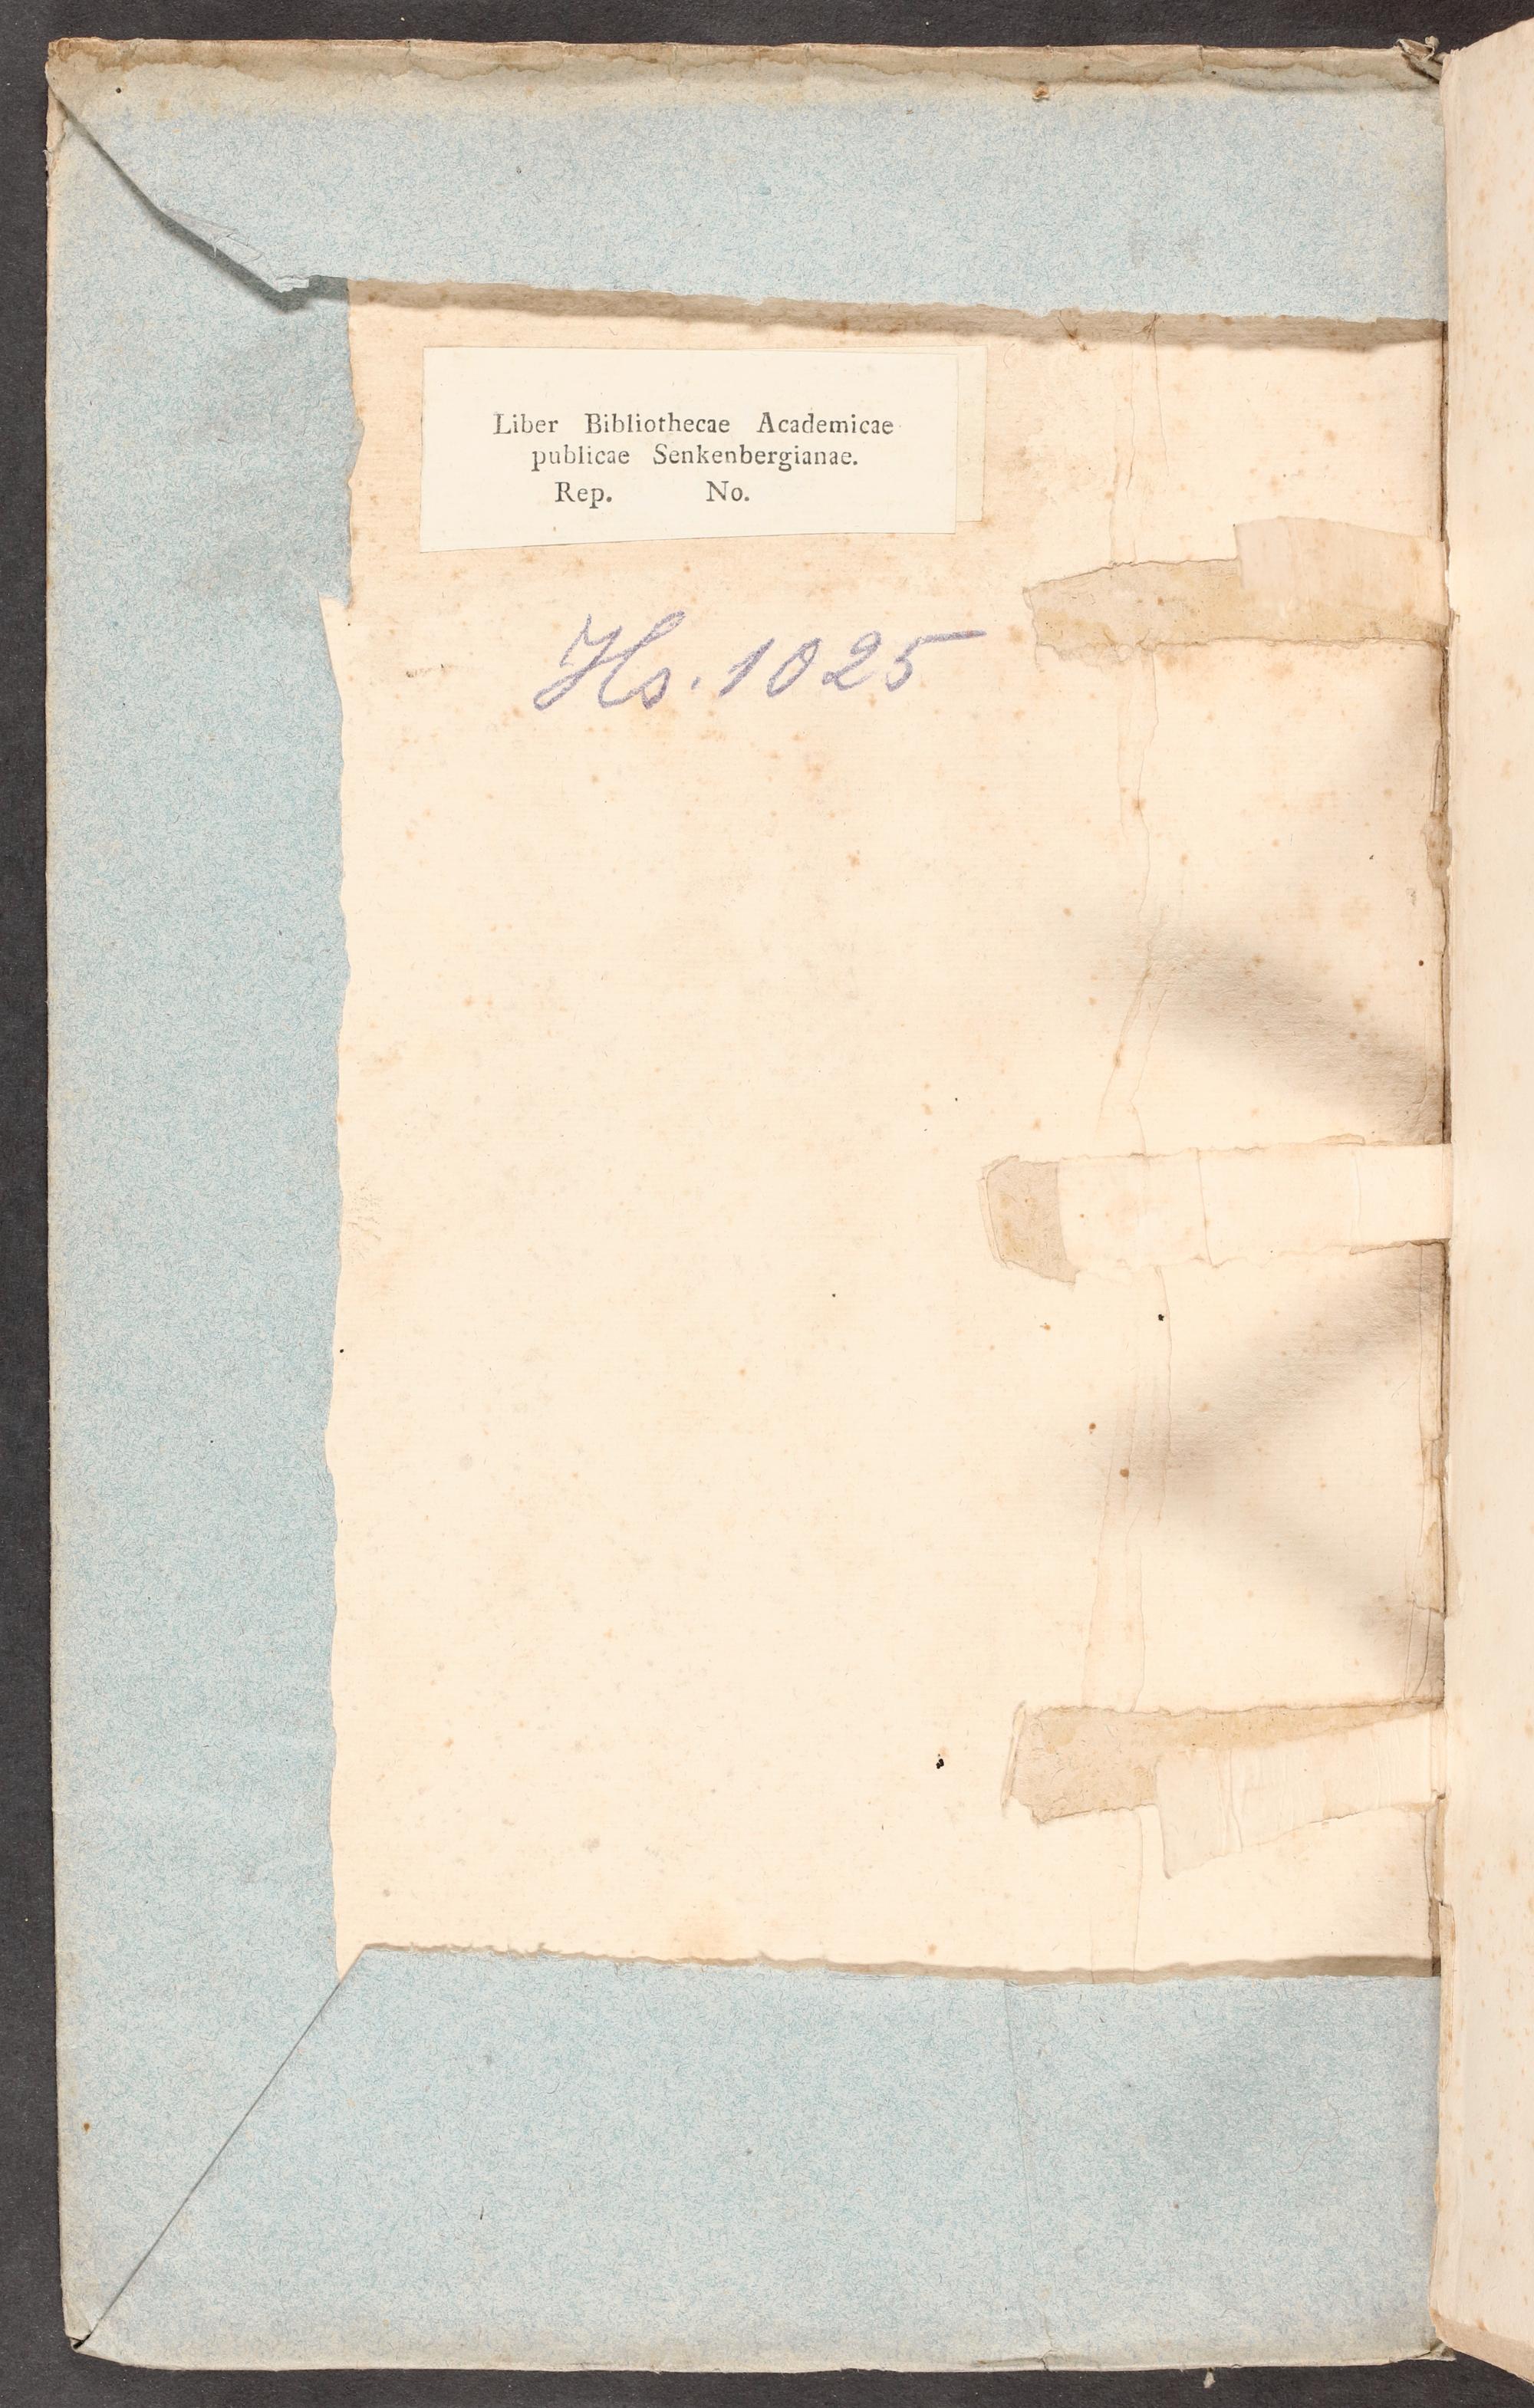 Liber Bibliothecae Academicae
publicae Senkenbergianae.
Rep. No.
Hs. 1025